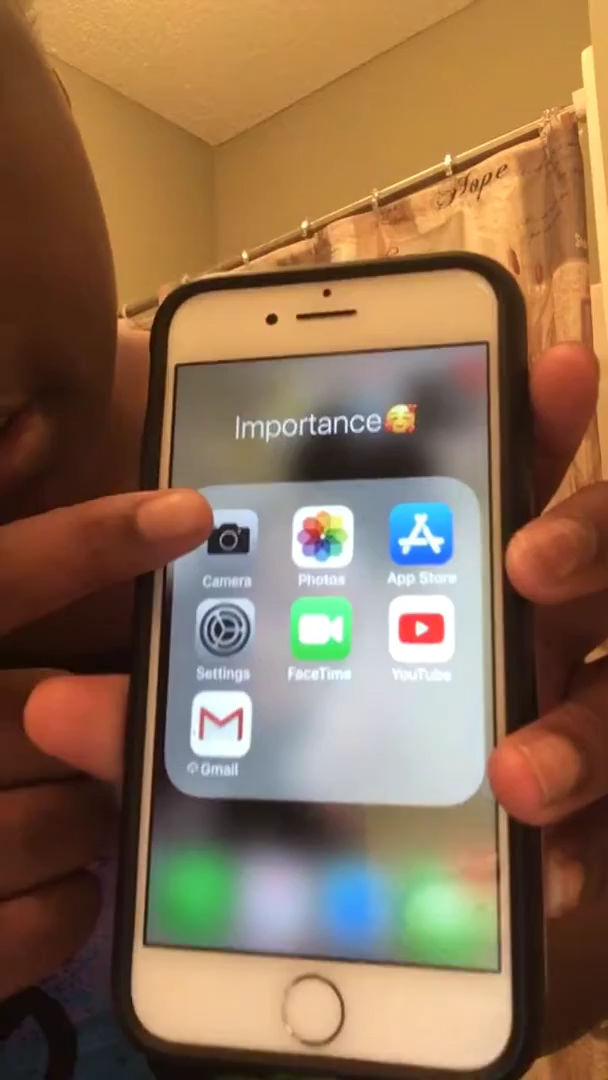 Hope
Importance🥰
Camera
Photos
App Store
Settings
FaceTime
YouTube
Gmail